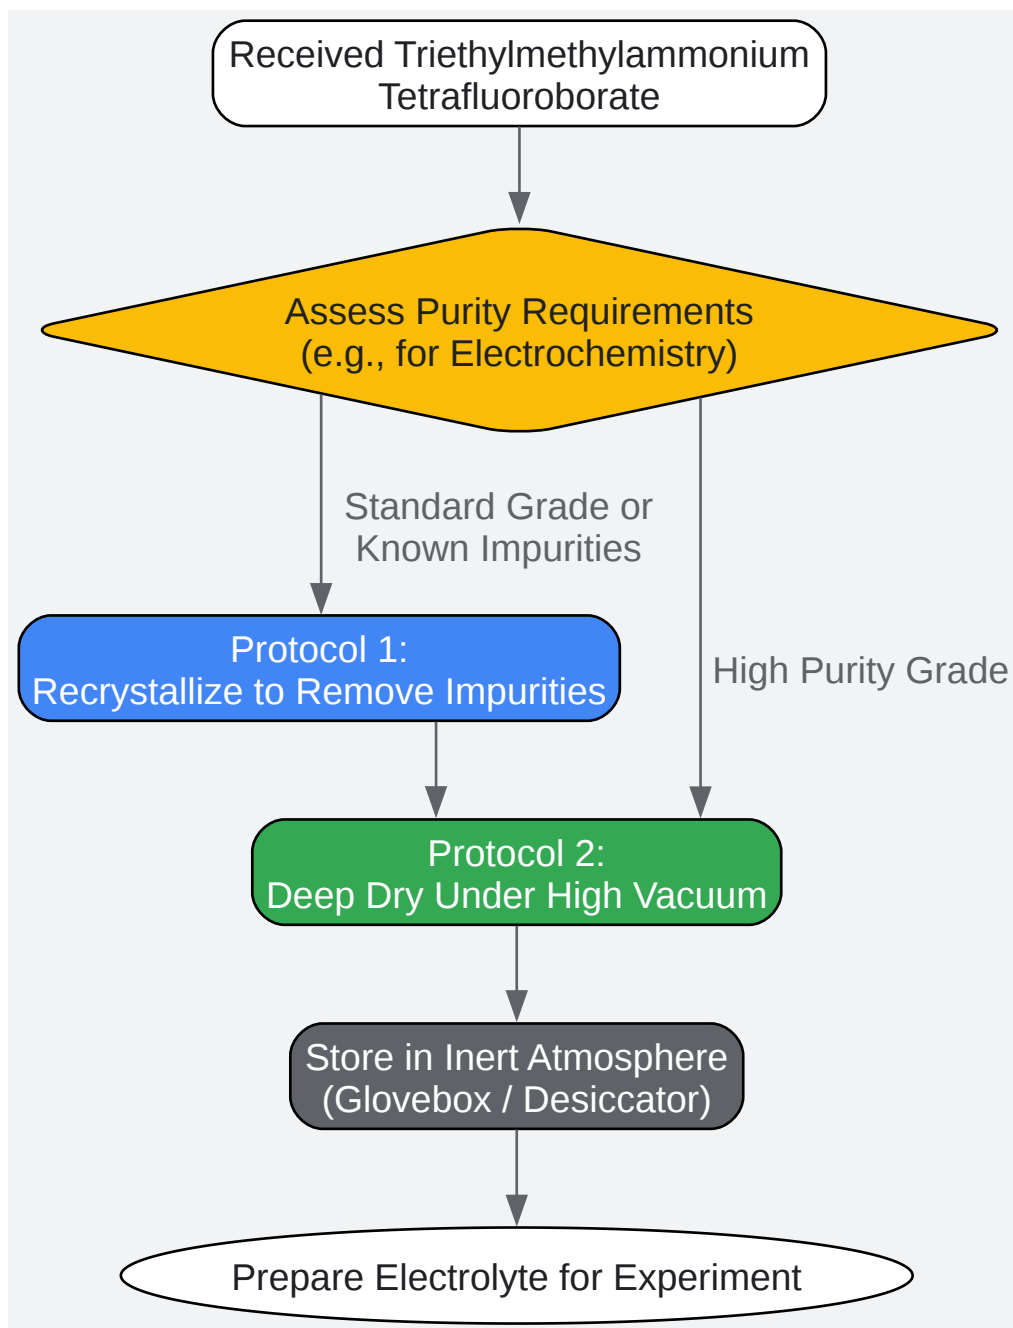 Received Triethylmethylammonium
Tetrafluoroborate
Assess Purity Requirements
(e.g., for Electrochemistry)
Standard Grade or
Known Impurities
Protocol 1:
Recrystallize to Remove Impurities
High Purity Grade
Protocol 2:
Deep Dry Under High Vacuum
Store in Inert Atmosphere
(Glovebox / Desiccator)
Prepare Electrolyte for Experiment